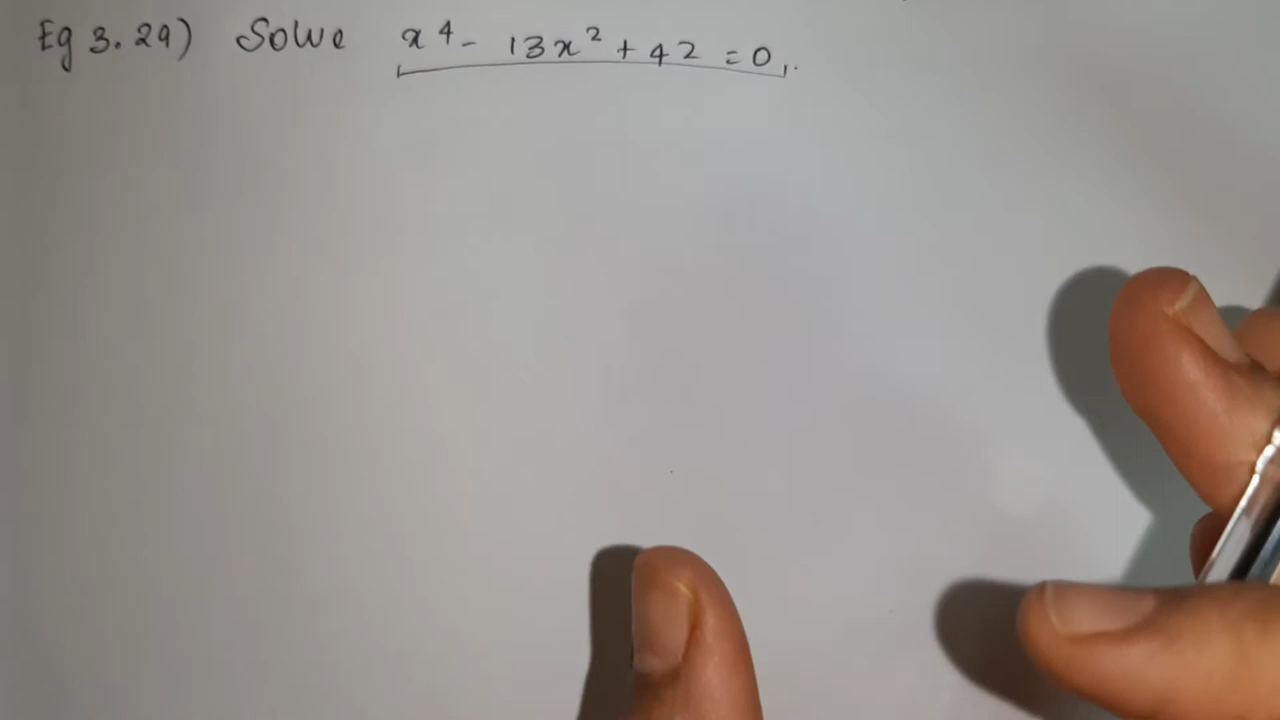 Eg 3.29) Solve x⁴ - 13x² + 42 = 0.